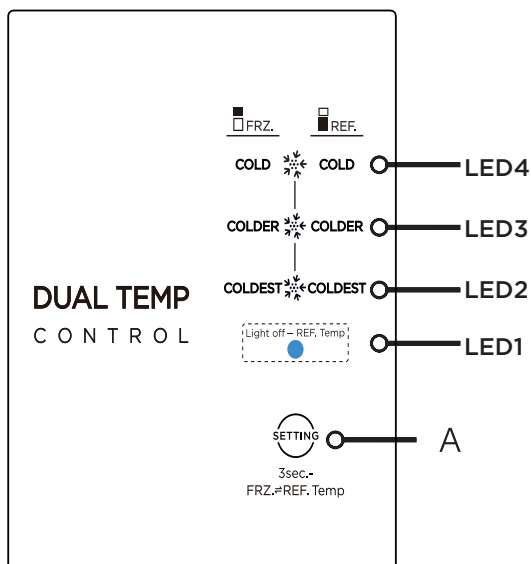 FRZ. REF.
COLD COLD LED4
COLDER COLDER LED3
COLDEST COLDEST LED2
DUAL TEMP
CONTROL
Light off – REF. Temp
LED1
SETTING A
3sec.-
FRZ.⇌REF. Temp